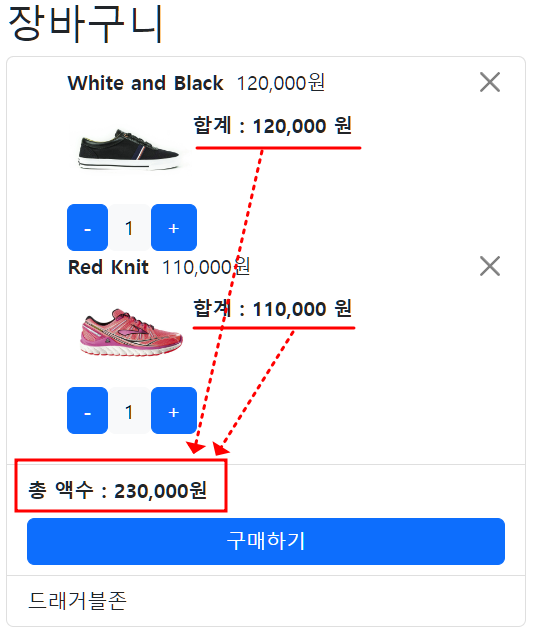 장바구니
White and Black 120,000원
합계 : 120,000 원
- 1 +
Red Knit 110,000원
합계 : 110,000 원
- 1 +
총 액수 : 230,000원
구매하기
드래거블존